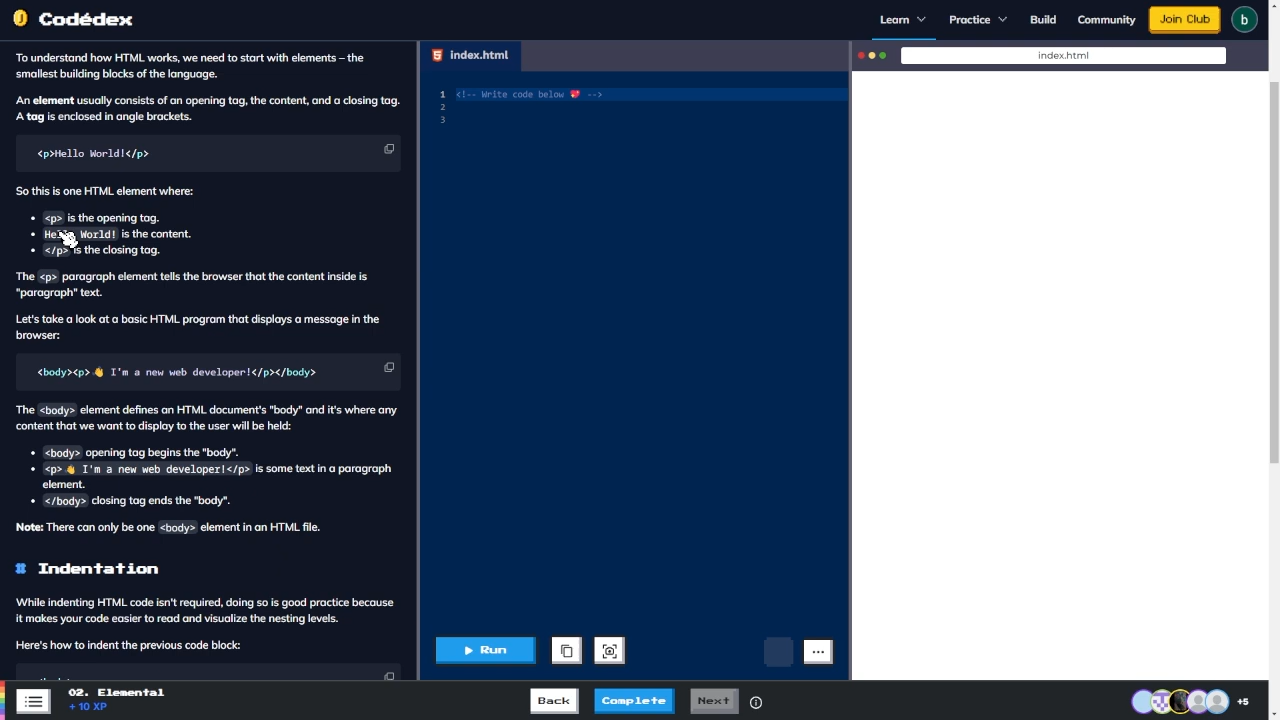 Codédex
Learn
Practice
Build
Community
Join Club
b
To understand how HTML works, we need to start with elements – the
smallest building blocks of the language.
An element usually consists of an opening tag, the content, and a closing tag.
A tag is enclosed in angle brackets.
<p>Hello World!</p>
So this is one HTML element where:
• <p> is the opening tag.
• Hello World! is the content.
• </p> is the closing tag.
The <p> paragraph element tells the browser that the content inside is
"paragraph" text.
Let's take a look at a basic HTML program that displays a message in the
browser:
<body><p>👋 I'm a new web developer!</p></body>
The <body> element defines an HTML document's "body" and it's where any
content that we want to display to the user will be held:
• <body> opening tag begins the "body".
• <p>👋 I'm a new web developer!</p> is some text in a paragraph
element.
• </body> closing tag ends the "body".
Note: There can only be one <body> element in an HTML file.
Indentation
While indenting HTML code isn't required, doing so is good practice because
it makes your code easier to read and visualize the nesting levels.
Here's how to indent the previous code block:
index.html
1 <!-- Write code below 💖 -->
2
3
Run
index.html
02. Elemental
+ 10 XP
Back
Complete
Next
+5